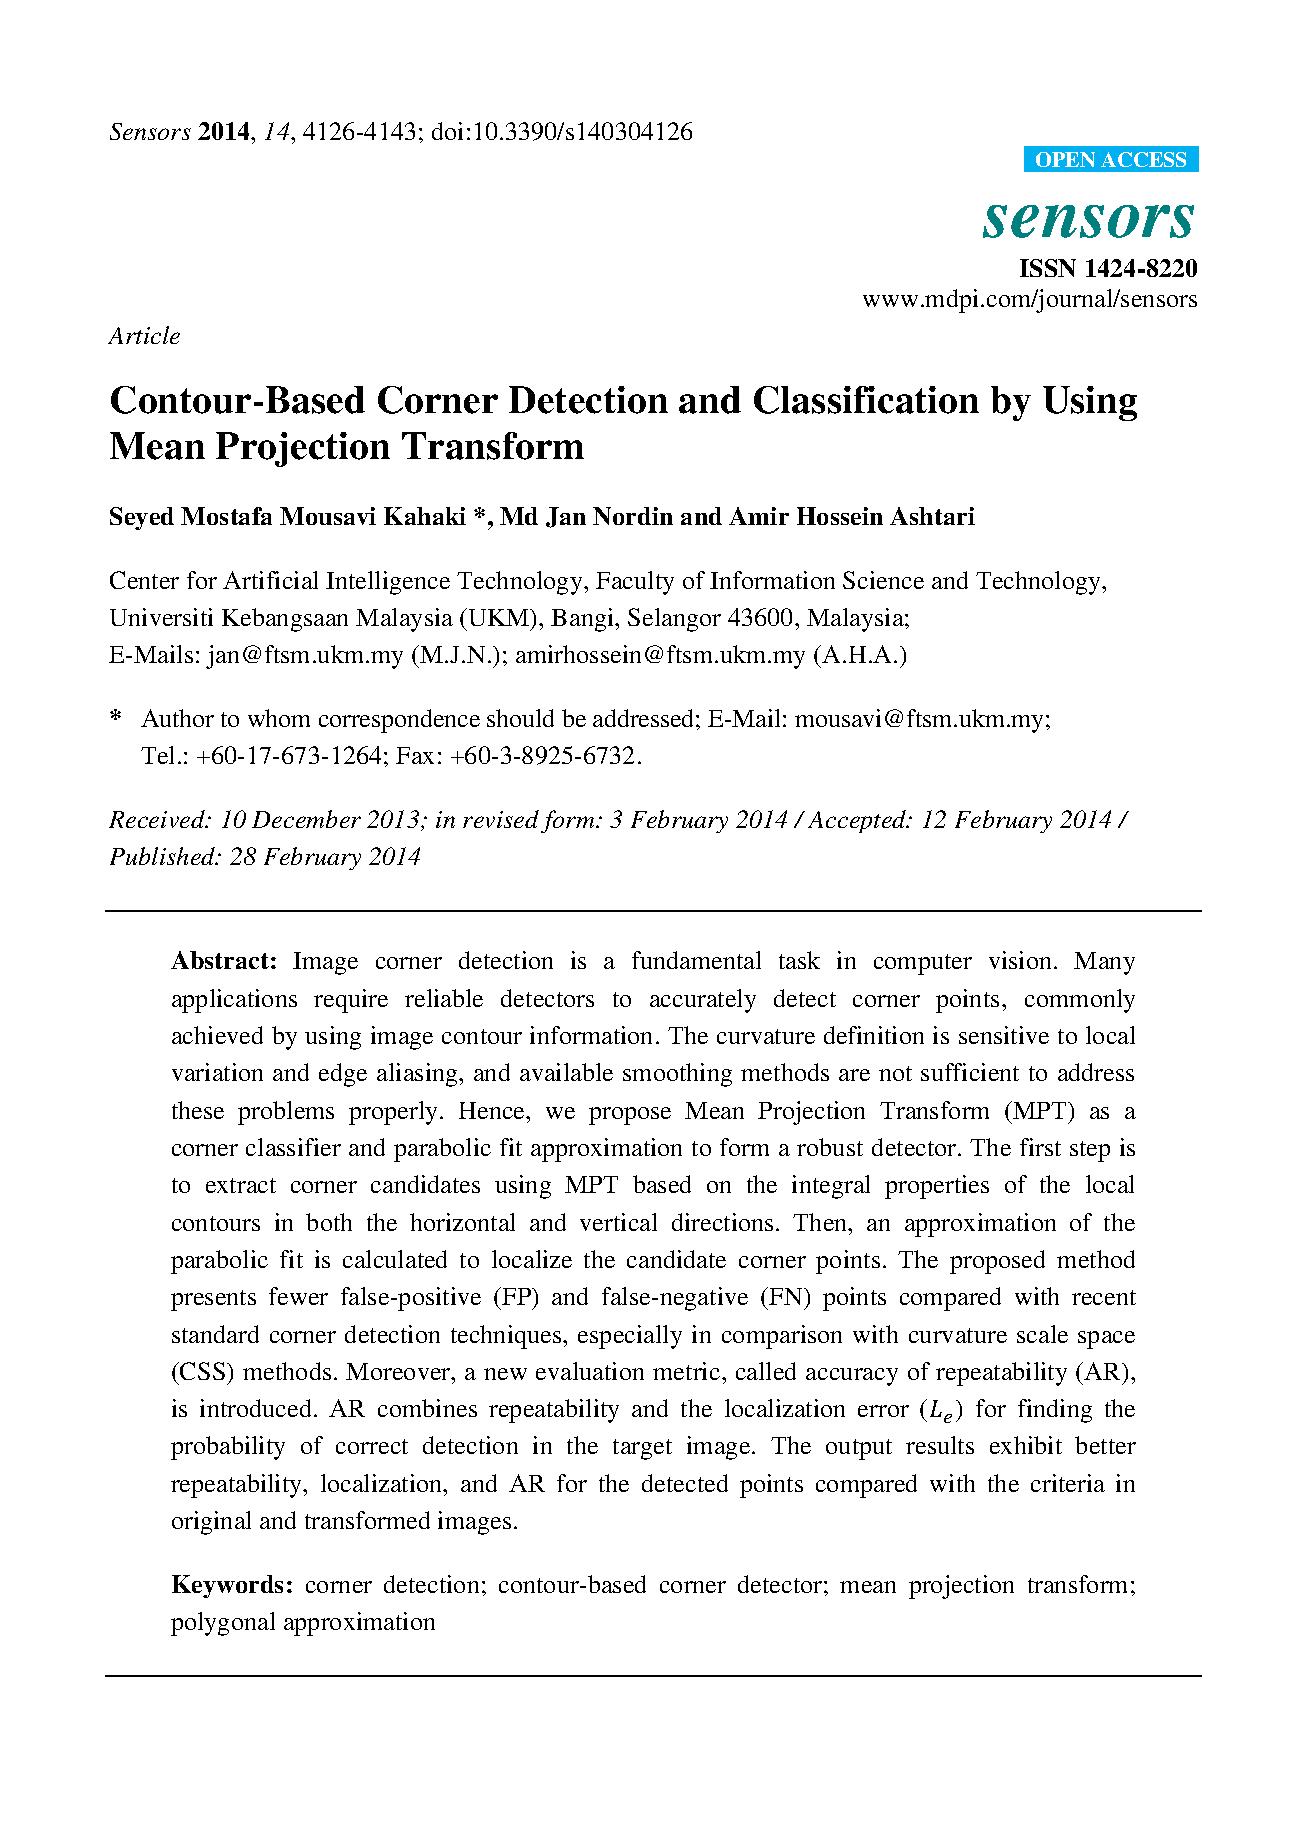 Sensors 2014, 14, 4126-4143; doi:10.3390/s140304126
OPEN ACCESS
sensors
ISSN 1424-8220
www.mdpi.com/journal/sensors
Article
Contour-Based Corner Detection and Classification by Using
Mean Projection Transform
Seyed Mostafa Mousavi Kahaki *, Md Jan Nordin and Amir Hossein Ashtari
Center for Artificial Intelligence Technology, Faculty of Information Science and Technology,
Universiti Kebangsaan Malaysia (UKM), Bangi, Selangor 43600, Malaysia;
E-Mails: jan@ftsm.ukm.my (M.J.N.); amirhossein@ftsm.ukm.my (A.H.A.)
* Author to whom correspondence should be addressed; E-Mail: mousavi@ftsm.ukm.my;
Tel.: +60-17-673-1264; Fax: +60-3-8925-6732.
Received: 10 December 2013; in revised form: 3 February 2014 / Accepted: 12 February 2014 /
Published: 28 February 2014
Abstract: Image corner detection is a fundamental task in computer vision. Many
applications require reliable detectors to accurately detect corner points, commonly
achieved by using image contour information. The curvature definition is sensitive to local
variation and edge aliasing, and available smoothing methods are not sufficient to address
these problems properly. Hence, we propose Mean Projection Transform (MPT) as a
corner classifier and parabolic fit approximation to form a robust detector. The first step is
to extract corner candidates using MPT based on the integral properties of the local
contours in both the horizontal and vertical directions. Then, an approximation of the
parabolic fit is calculated to localize the candidate corner points. The proposed method
presents fewer false-positive (FP) and false-negative (FN) points compared with recent
standard corner detection techniques, especially in comparison with curvature scale space
(CSS) methods. Moreover, a new evaluation metric, called accuracy of repeatability (AR),
is introduced. AR combines repeatability and the localization error (Le) for finding the
probability of correct detection in the target image. The output results exhibit better
repeatability, localization, and AR for the detected points compared with the criteria in
original and transformed images.
Keywords: corner detection; contour-based corner detector; mean projection transform;
polygonal approximation